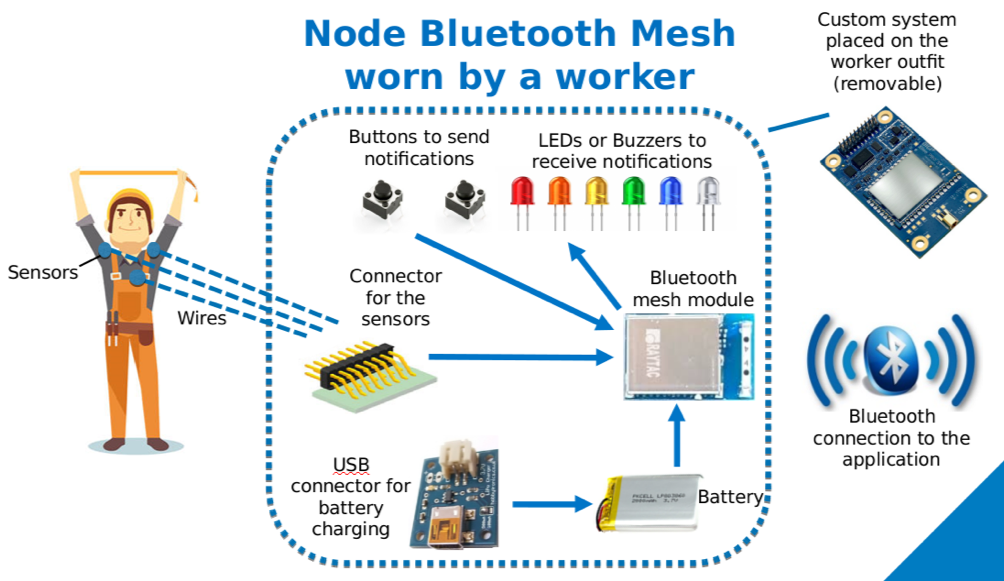 Node Bluetooth Mesh
worn by a worker
Custom system
placed on the
worker outfit
(removable)
Buttons to send
notifications
LEDs or Buzzers to
receive notifications
Sensors
Wires
Connector
for the
sensors
Bluetooth
mesh module
RAYTAC
Bluetooth
connection to the
application
USB
connector for
battery
charging
Battery